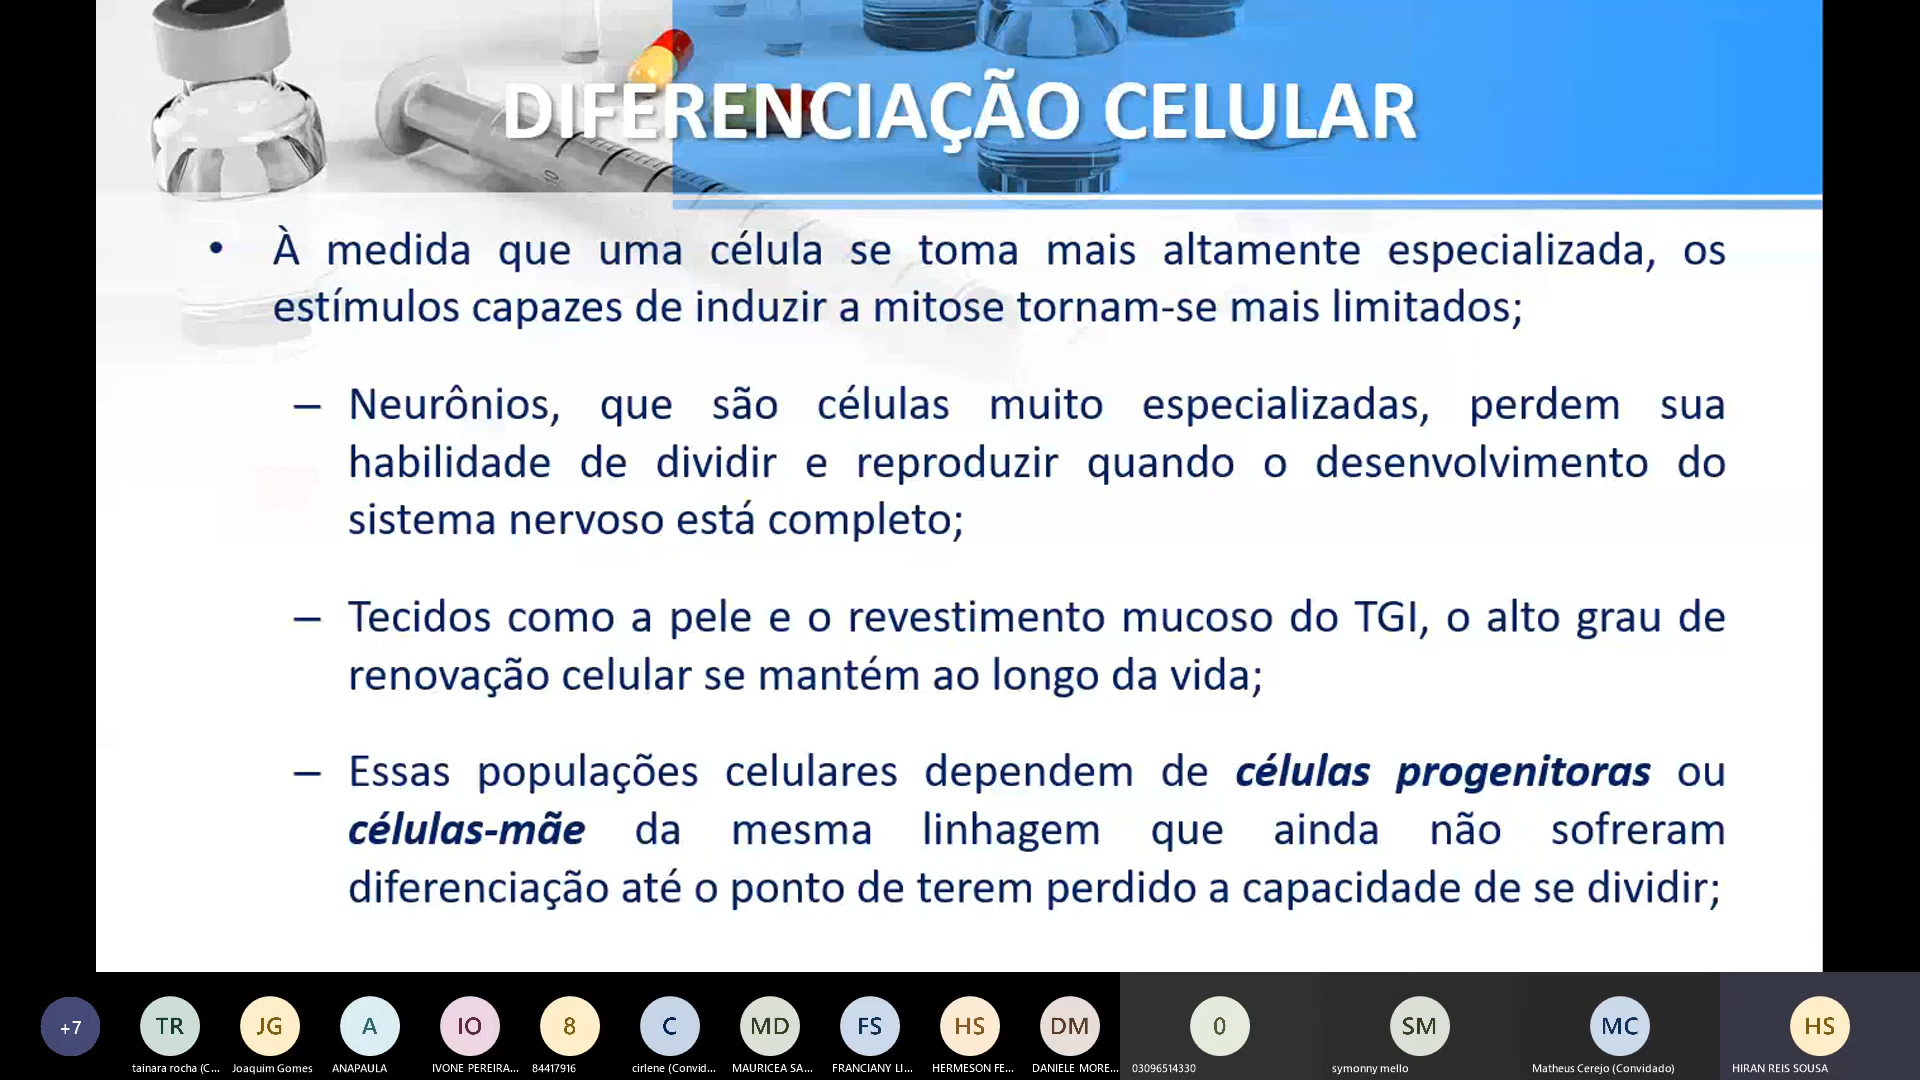 DIFERENCIAÇÃO CELULAR
• À medida que uma célula se toma mais altamente especializada, os
estímulos capazes de induzir a mitose tornam-se mais limitados;
– Neurônios, que são células muito especializadas, perdem sua
habilidade de dividir e reproduzir quando o desenvolvimento do
sistema nervoso está completo;
– Tecidos como a pele e o revestimento mucoso do TGI, o alto grau de
renovação celular se mantém ao longo da vida;
– Essas populações celulares dependem de células progenitoras ou
células-mãe da mesma linhagem que ainda não sofreram
diferenciação até o ponto de terem perdido a capacidade de se dividir;
+7 TR JG A IO 8 C MD FS HS DM 0 SM MC HS
tainara rocha (C... Joaquim Gomes ANAPAULA IVONE PEREIRA... 84417916 cirlene (Convid... MAURICEA SA... FRANCIANY LI... HERMESON FE... DANIELE MORE... 03096514330 symonny mello Matheus Cerejo (Convidado) HIRAN REIS SOUSA